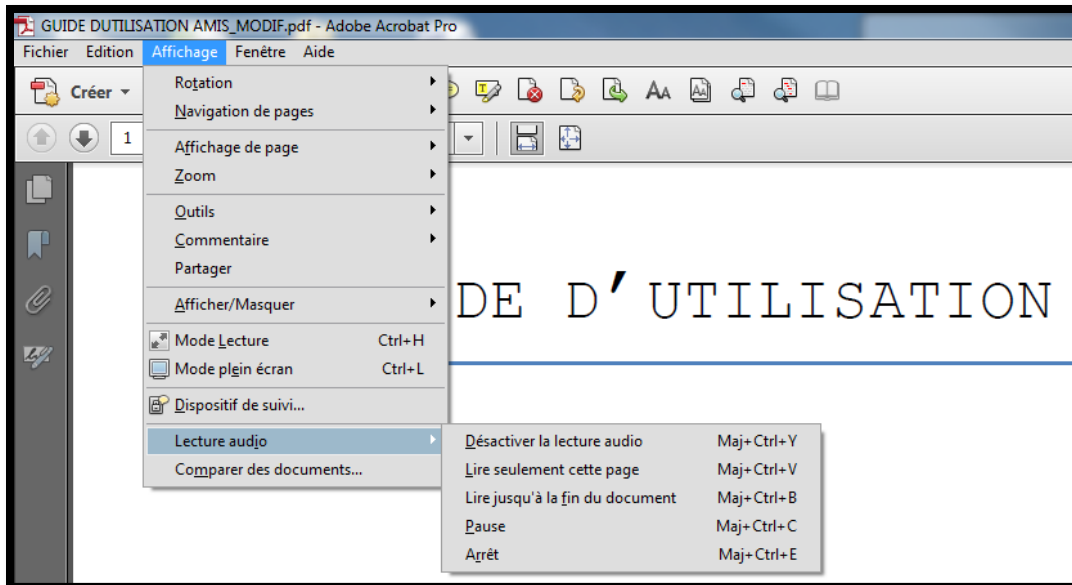 GUIDE DUTILISATION AMIS_MODIF.pdf - Adobe Acrobat Pro
Fichier Edition Affichage Fenêtre Aide
Créer
1
Rotation
Navigation de pages
Affichage de page
Zoom
Outils
Commentaire
Partager
Afficher/Masquer
Mode Lecture Ctrl+H
Mode plein écran Ctrl+L
Dispositif de suivi...
Lecture audio
Comparer des documents...
DE D'UTILISATION
Désactiver la lecture audio Maj+Ctrl+Y
Lire seulement cette page Maj+Ctrl+V
Lire jusqu'à la fin du document Maj+Ctrl+B
Pause Maj+Ctrl+C
Arrêt Maj+Ctrl+E